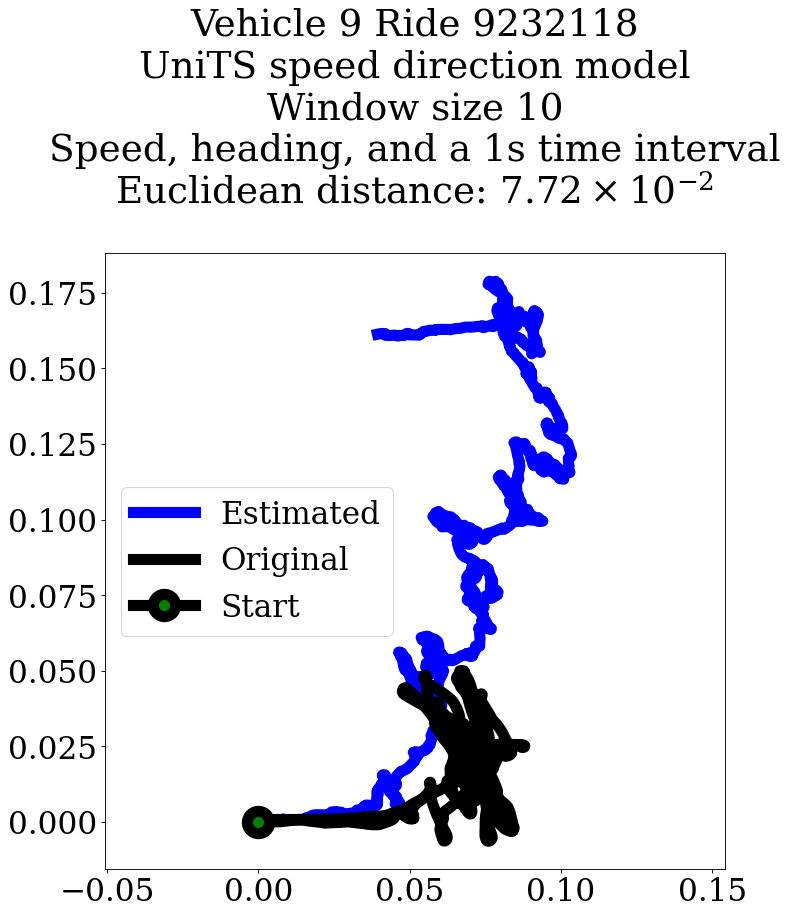 Vehicle 9 Ride 9232118
UniTS speed direction model
Window size 10
Speed, heading, and a 1s time interval
Euclidean distance: 7.72 × 10⁻²
0.175
0.150
0.125
0.100
0.075
0.050
0.025
0.000
Estimated
Original
Start
−0.05 0.00 0.05 0.10 0.15